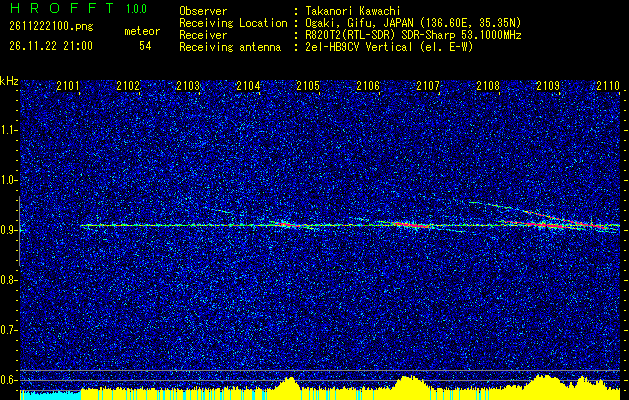 HROFFT 1.0.0
2611222100.png
meteor
26.11.22 21:00 54
Observer : Takanori Kawachi
Receiving Location : Ogaki, Gifu, JAPAN (136.60E, 35.35N)
Receiver : R820T2(RTL-SDR) SDR-Sharp 53.1000MHz
Receiving antenna : 2el-HB9CV Vertical (el. E-W)
kHz 2101 2102 2103 2104 2105 2106 2107 2108 2109 2110
1.1
1.0
0.9
0.8
0.7
0.6